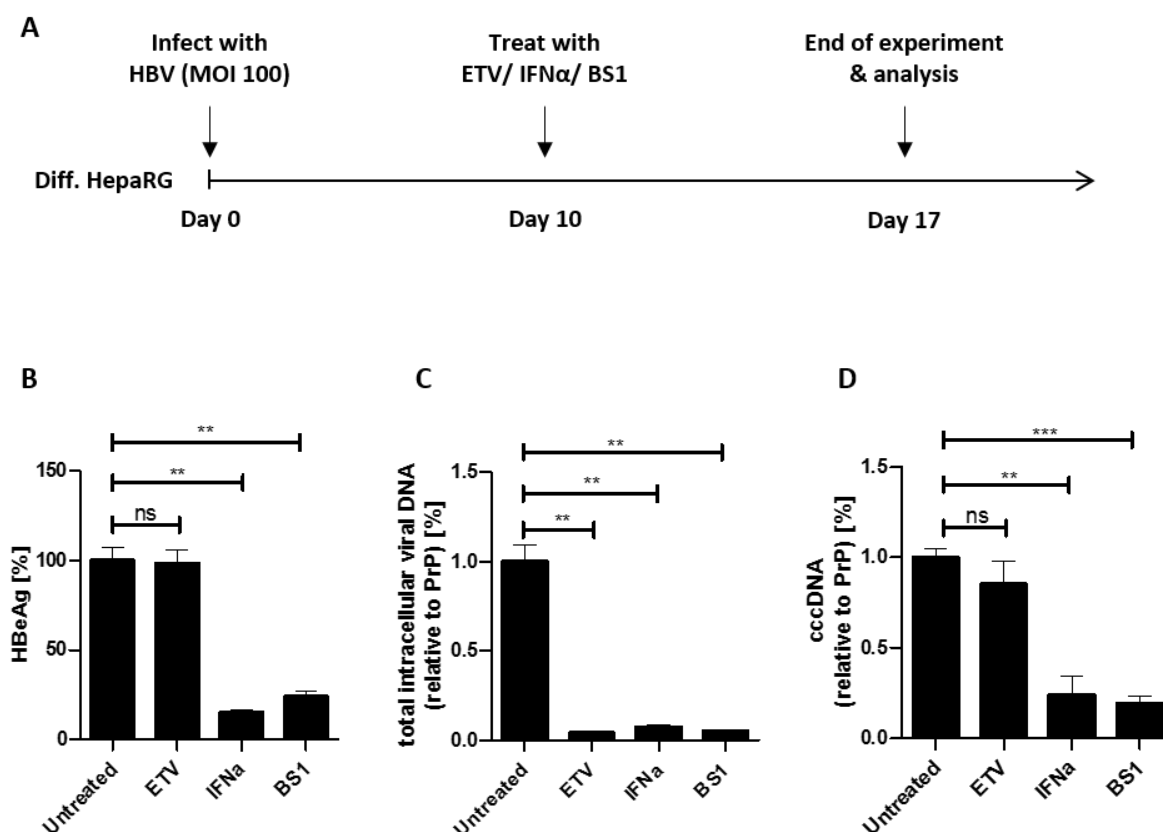 A
Infect with
HBV (MOI 100)
Treat with
ETV/ IFNα/ BS1
End of experiment
& analysis
Diff. HepaRG
Day 0
Day 10
Day 17
B
**
**
ns
HBeAg [%]
150
100
50
0
Untreated
ETV
IFNa
BS1
C
**
**
**
total intracellular viral DNA
(relative to PrP) [%]
1.5
1.0
0.5
0.0
Untreated
ETV
IFNa
BS1
D
***
**
ns
cccDNA
(relative to PrP) [%]
1.5
1.0
0.5
0.0
Untreated
ETV
IFNa
BS1